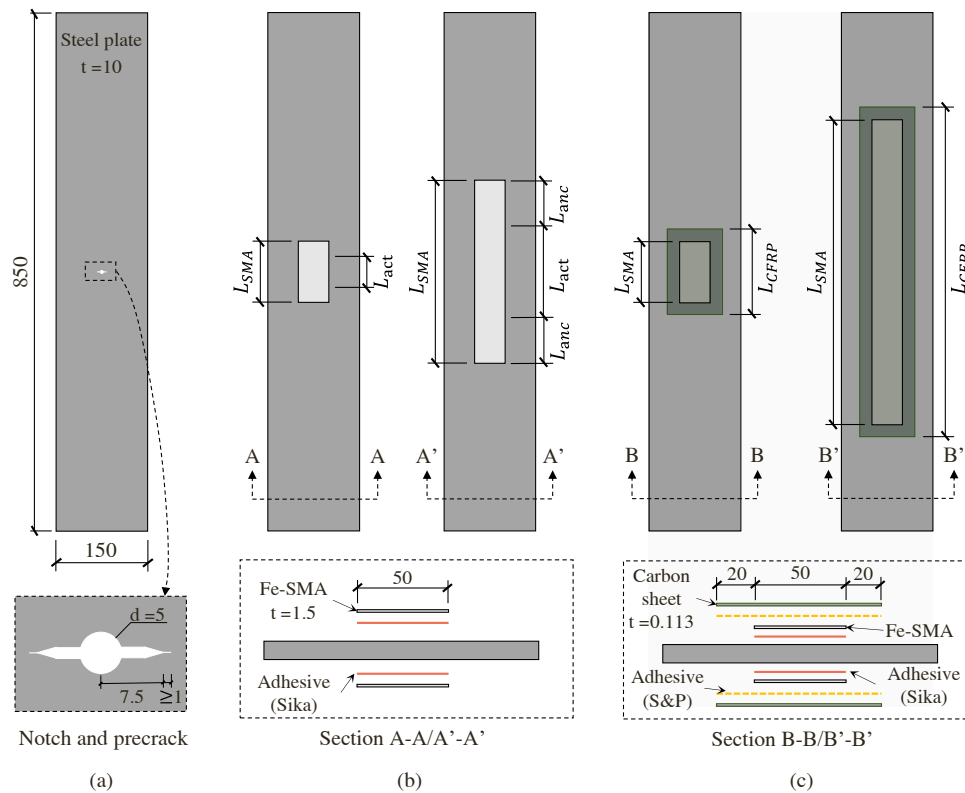 Steel plate
t =10
850
150
d =5
7.5
≥1
Notch and precrack
(a)
L_SMA
L_act
L_SMA
L_anc
L_act
L_anc
A
A
A'
A'
50
Fe-SMA
t =1.5
Adhesive
(Sika)
Section A-A/A'-A'
(b)
L_SMA
L_CFRP
L_SMA
L_CFRP
B
B
B'
B'
Carbon
sheet
t =0.113
20
50
20
Fe-SMA
Adhesive
(S&P)
Adhesive
(Sika)
Section B-B/B'-B'
(c)